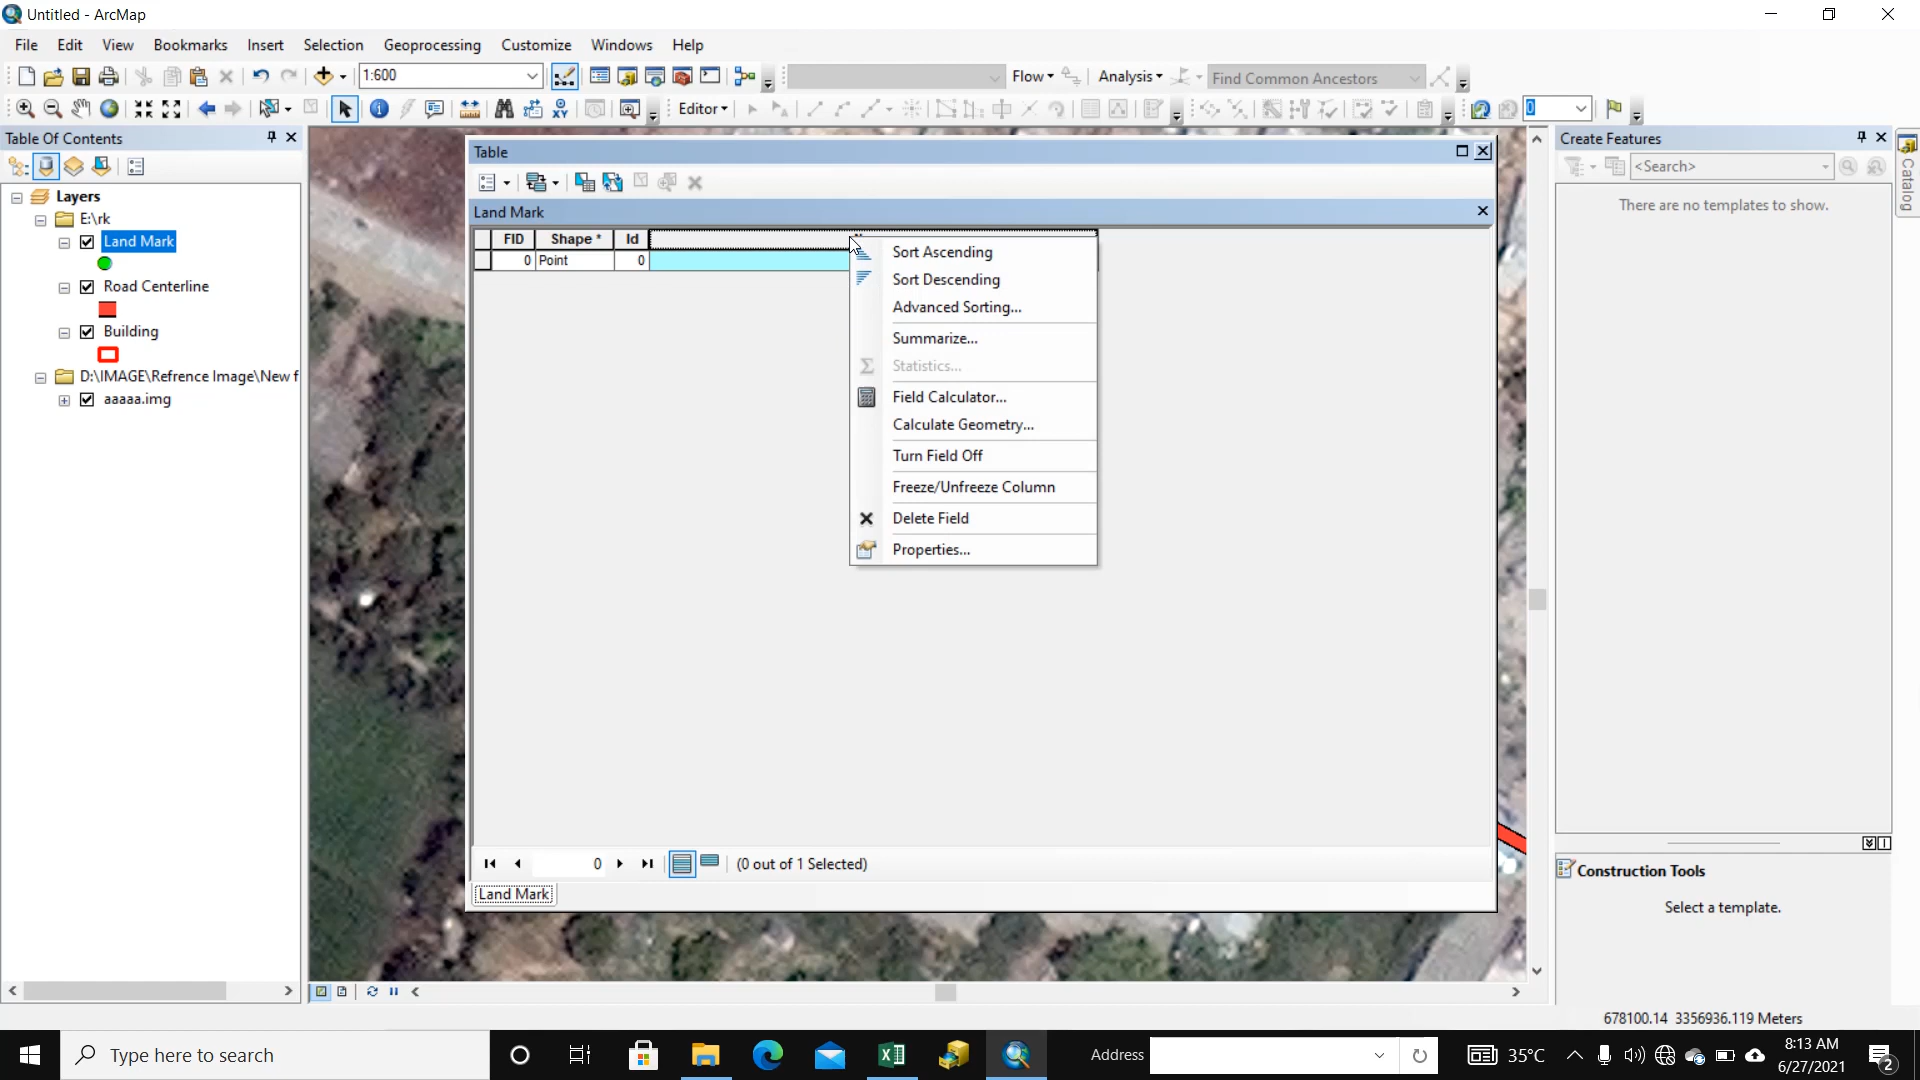 Untitled - ArcMap
File Edit View Bookmarks Insert Selection Geoprocessing Customize Windows Help
1:600 Flow Analysis Find Common Ancestors
Editor 0
Table Of Contents
Layers
E:\rk
Land Mark
Road Centerline
Building
D:\IMAGE\Refrence Image\New f
aaaaa.img
Table
Land Mark
FID Shape * Id
0 Point 0
Sort Ascending
Sort Descending
Advanced Sorting...
Summarize...
Statistics...
Field Calculator...
Calculate Geometry...
Turn Field Off
Freeze/Unfreeze Column
Delete Field
Properties...
0 (0 out of 1 Selected)
Land Mark
Create Features
<Search>
There are no templates to show.
Catalog
Construction Tools
Select a template.
678100.14 3356936.119 Meters
Type here to search
Address
35°C
8:13 AM
6/27/2021
2